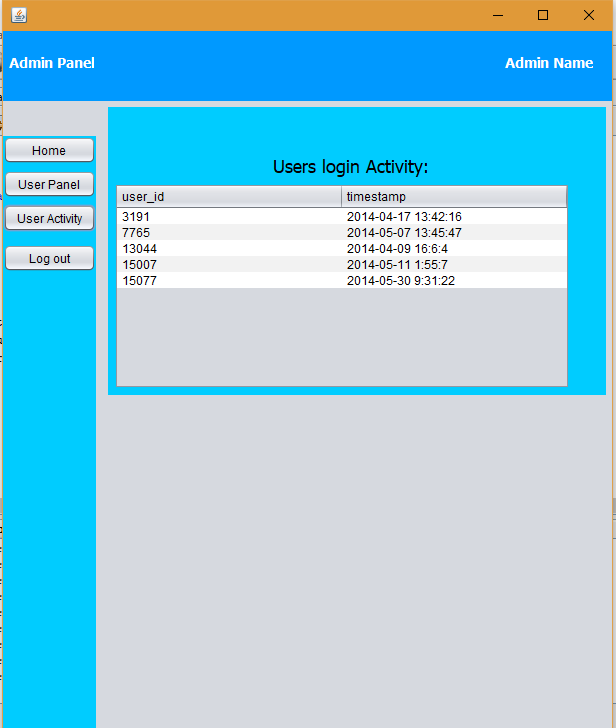 Admin Panel Admin Name
Home
User Panel
User Activity
Log out
Users login Activity:
user_id timestamp
3191 2014-04-17 13:42:16
7765 2014-05-07 13:45:47
13044 2014-04-09 16:6:4
15007 2014-05-11 1:55:7
15077 2014-05-30 9:31:22